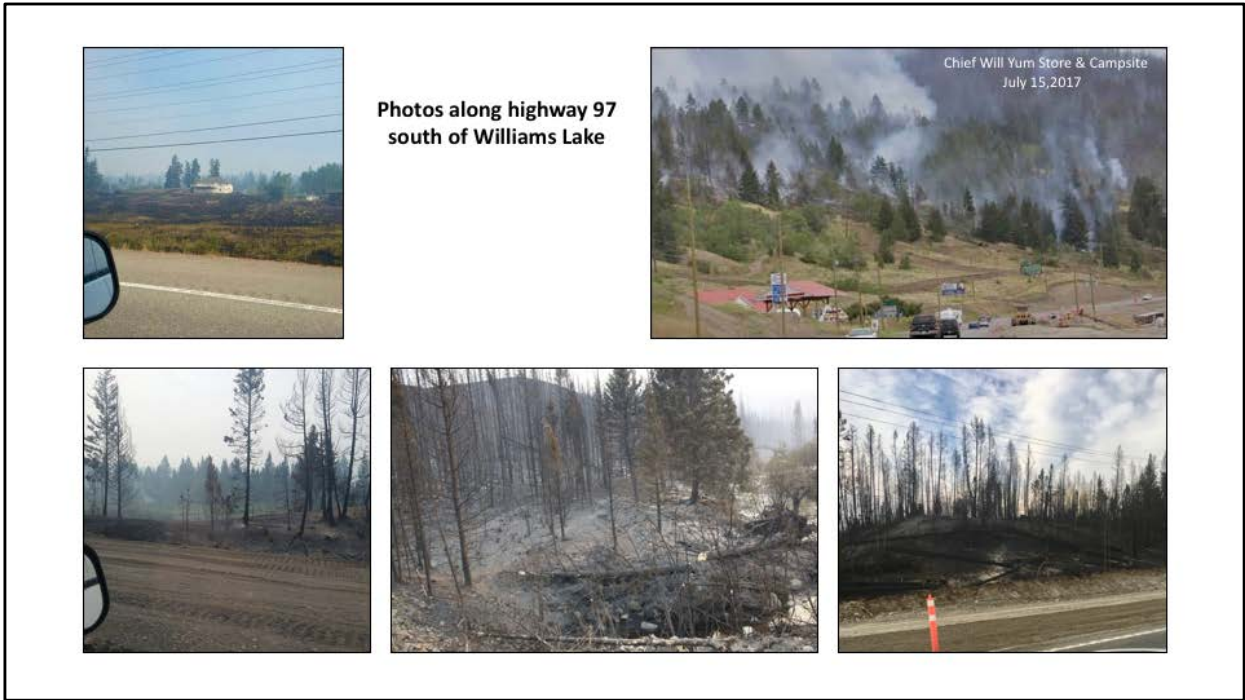 Photos along highway 97
south of Williams Lake
Chief Will Yum Store & Campsite
July 15,2017